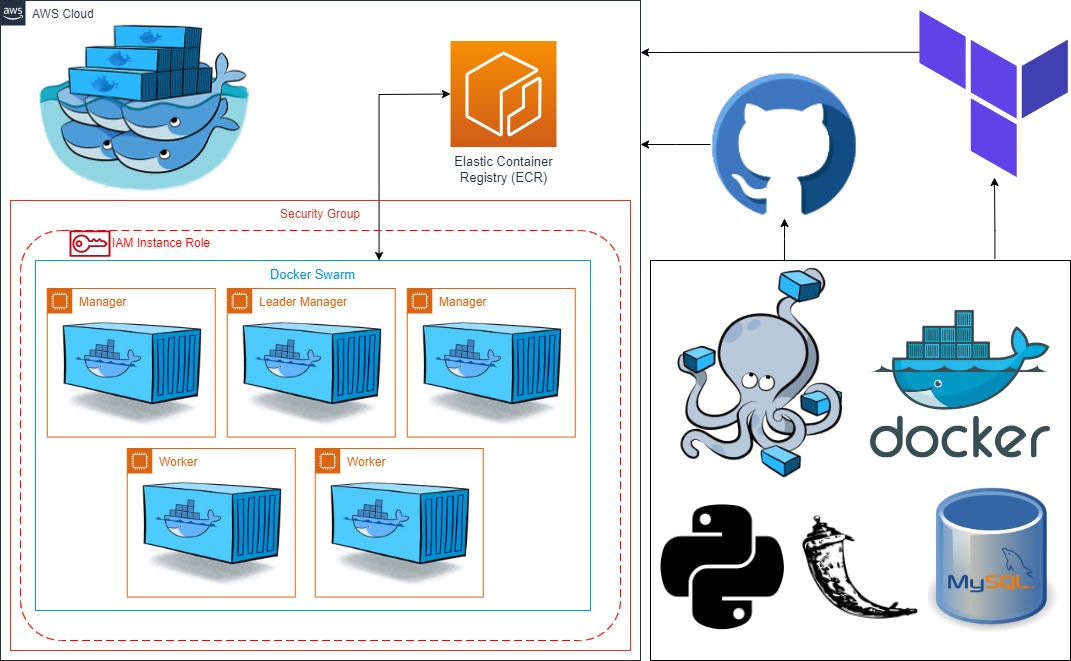 aws
AWS Cloud
Elastic Container
Registry (ECR)
Security Group
IAM Instance Role
Docker Swarm
Manager
Leader Manager
Manager
Worker
Worker
docker
MySQL